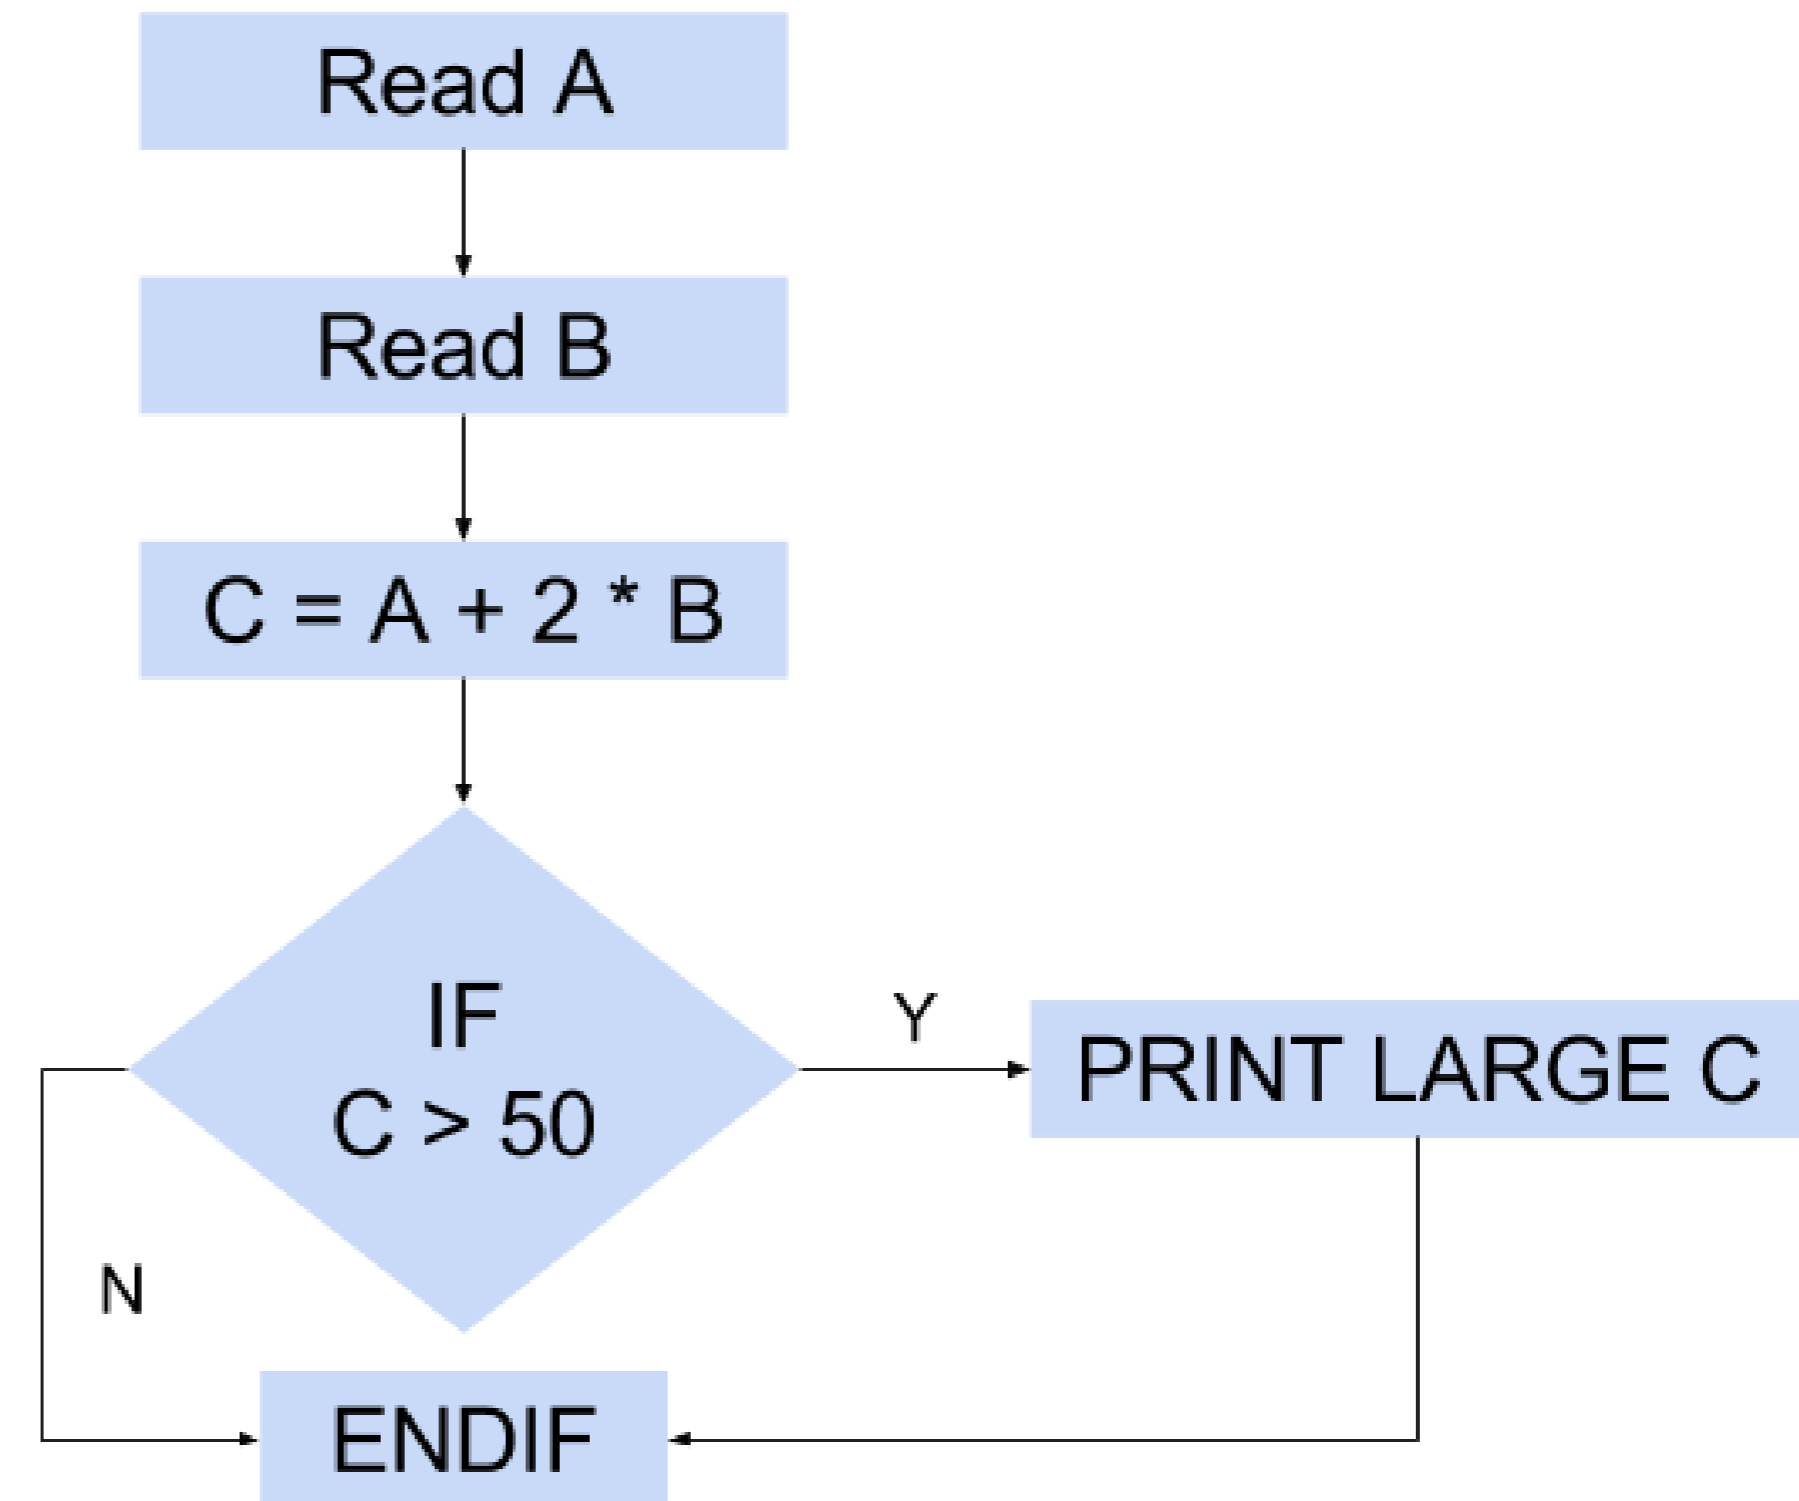 Read A
Read B
C = A + 2 * B
IF
C > 50
Y
PRINT LARGE C
N
ENDIF